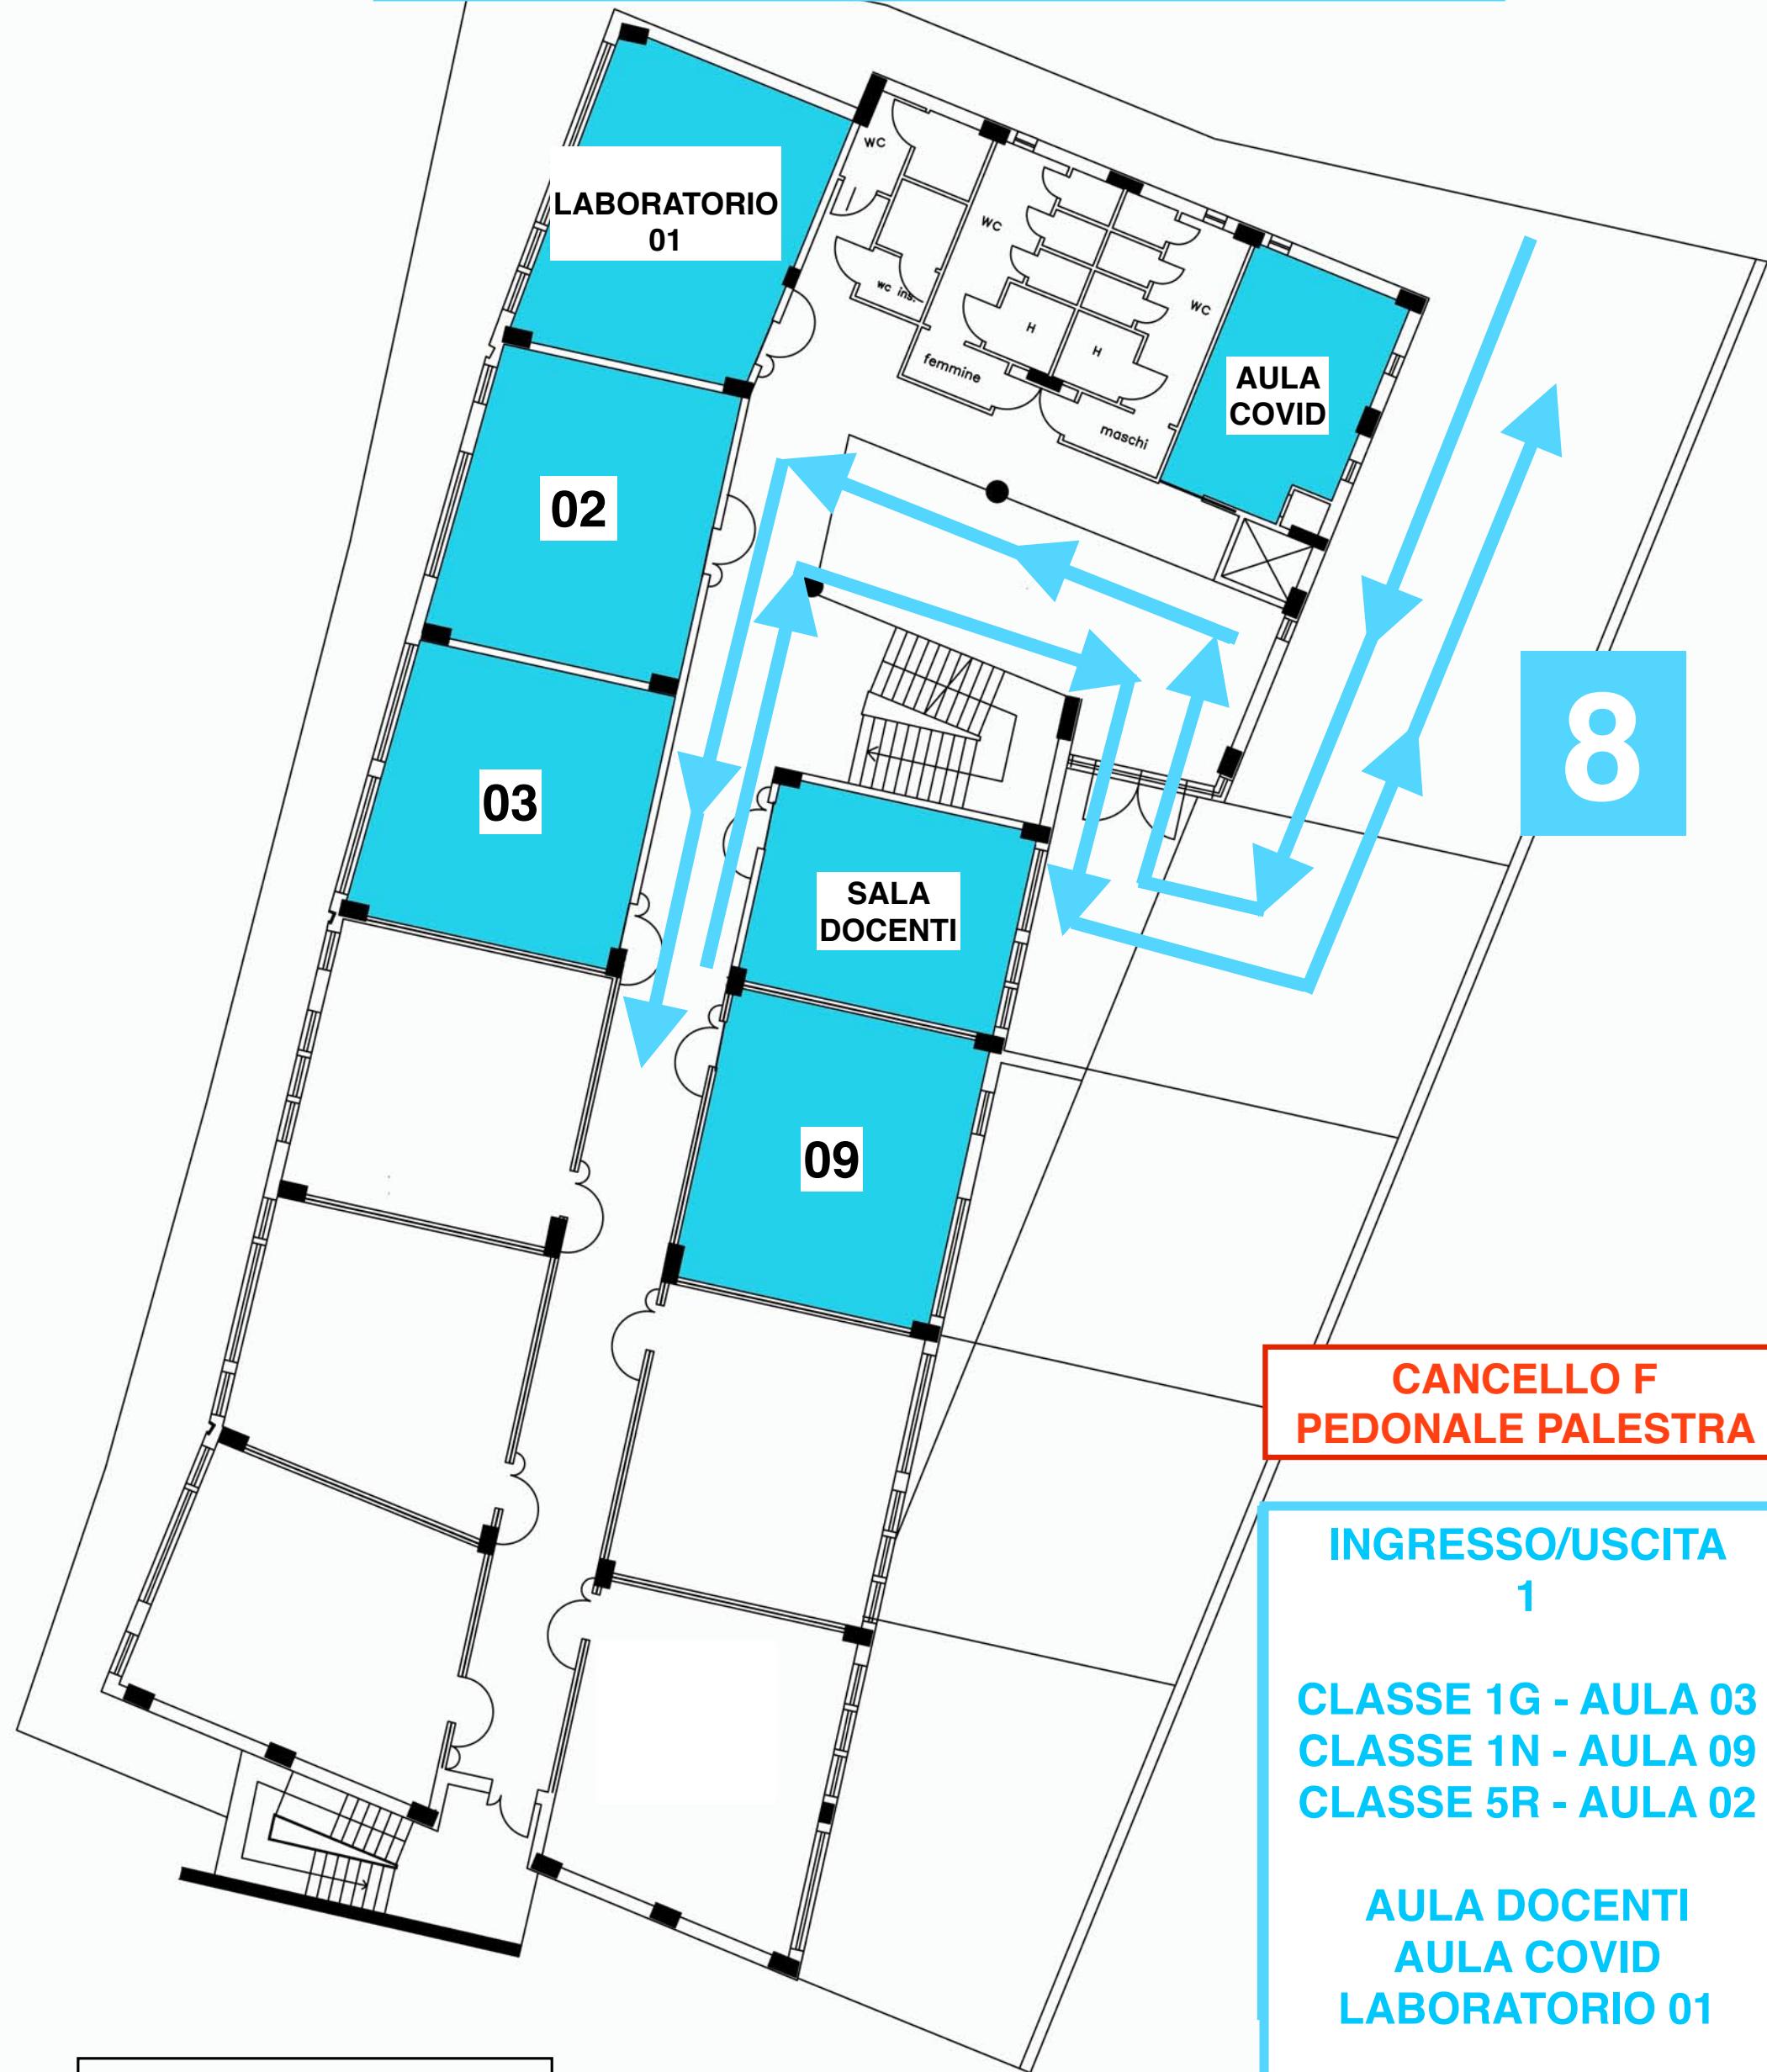 WC
LABORATORIO
01
WC
wc ins.
WC
H
H
femmine
AULA
COVID
maschi
02
03
8
SALA
DOCENTI
09
CANCELLO F
PEDONALE PALESTRA
INGRESSO/USCITA
1
CLASSE 1G - AULA 03
CLASSE 1N - AULA 09
CLASSE 5R - AULA 02
AULA DOCENTI
AULA COVID
LABORATORIO 01